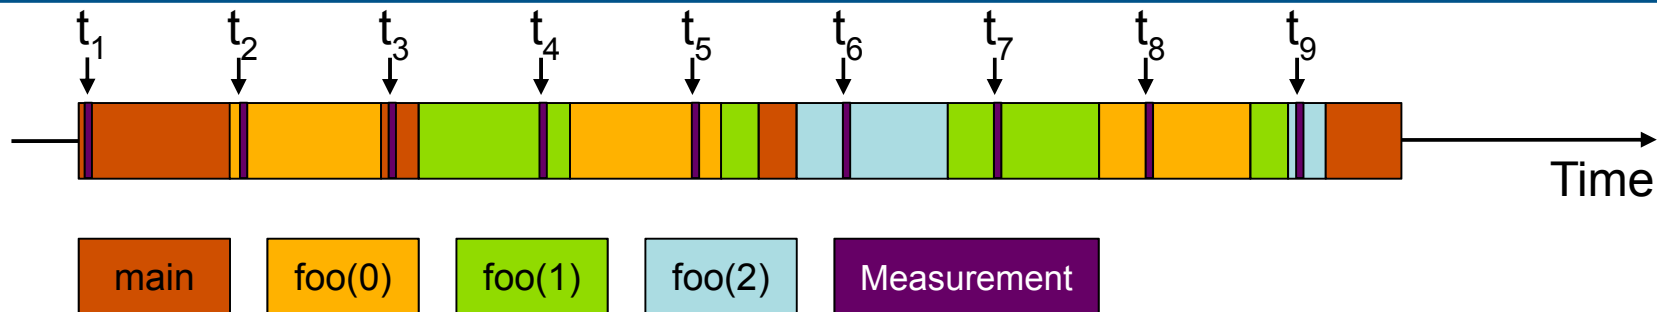 t1 t2 t3 t4 t5 t6 t7 t8 t9
Time
main foo(0) foo(1) foo(2) Measurement